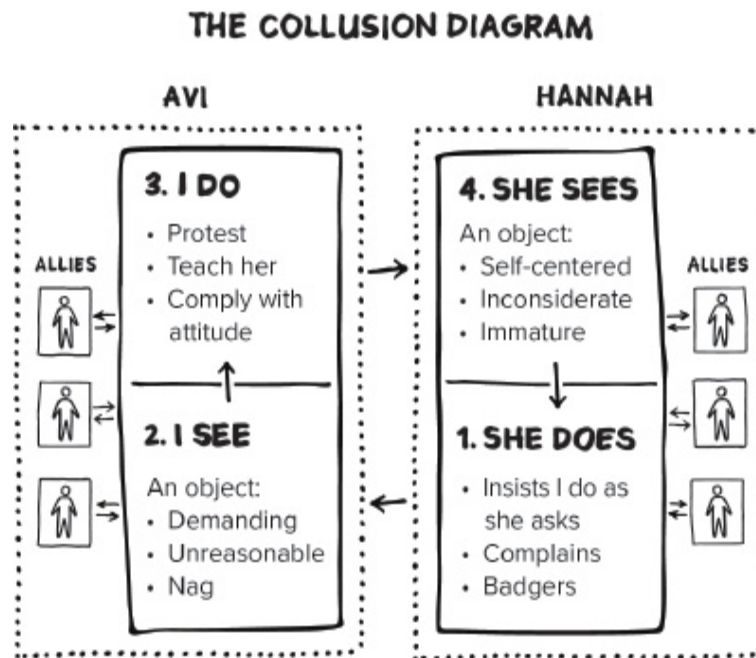 THE COLLUSION DIAGRAM
AVI
HANNAH
3. I DO
• Protest
• Teach her
• Comply with
attitude
ALLIES
2. I SEE
An object:
• Demanding
• Unreasonable
• Nag
4. SHE SEES
An object:
• Self-centered
• Inconsiderate
• Immature
ALLIES
1. SHE DOES
• Insists I do as
she asks
• Complains
• Badgers